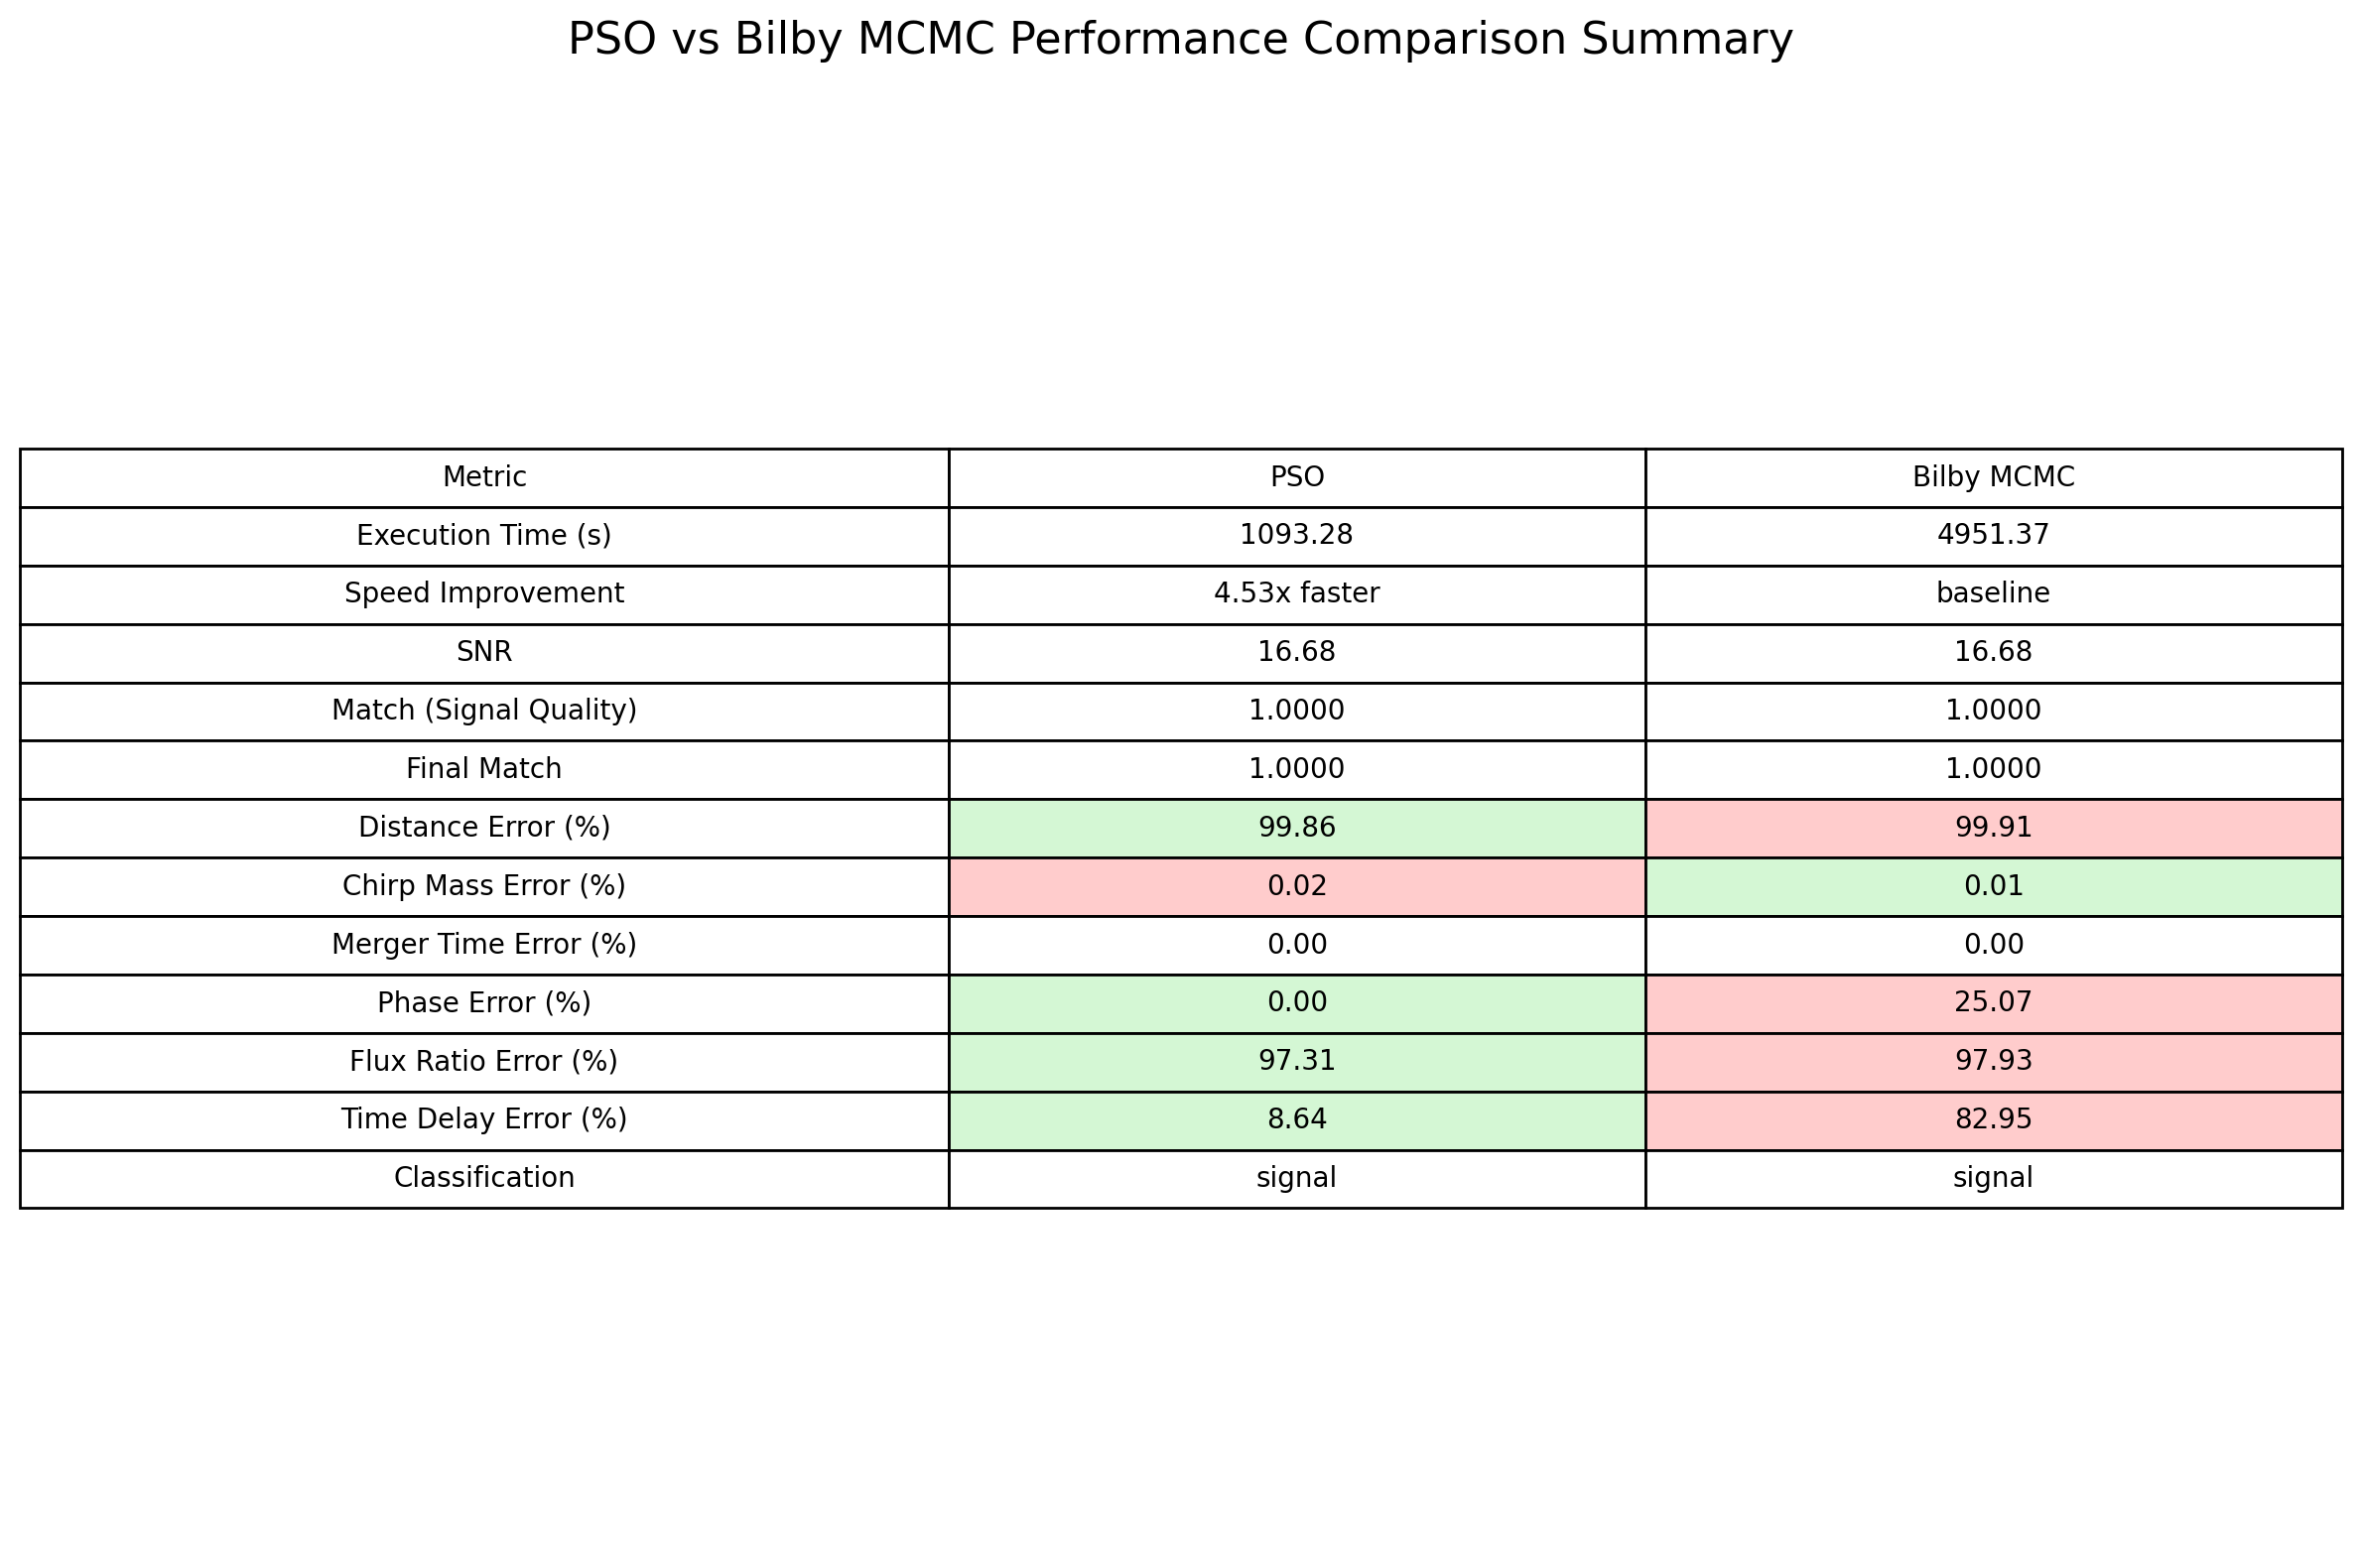 PSO vs Bilby MCMC Performance Comparison Summary
Metric PSO Bilby MCMC
Execution Time (s) 1093.28 4951.37
Speed Improvement 4.53x faster baseline
SNR 16.68 16.68
Match (Signal Quality) 1.0000 1.0000
Final Match 1.0000 1.0000
Distance Error (%) 99.86 99.91
Chirp Mass Error (%) 0.02 0.01
Merger Time Error (%) 0.00 0.00
Phase Error (%) 0.00 25.07
Flux Ratio Error (%) 97.31 97.93
Time Delay Error (%) 8.64 82.95
Classification signal signal